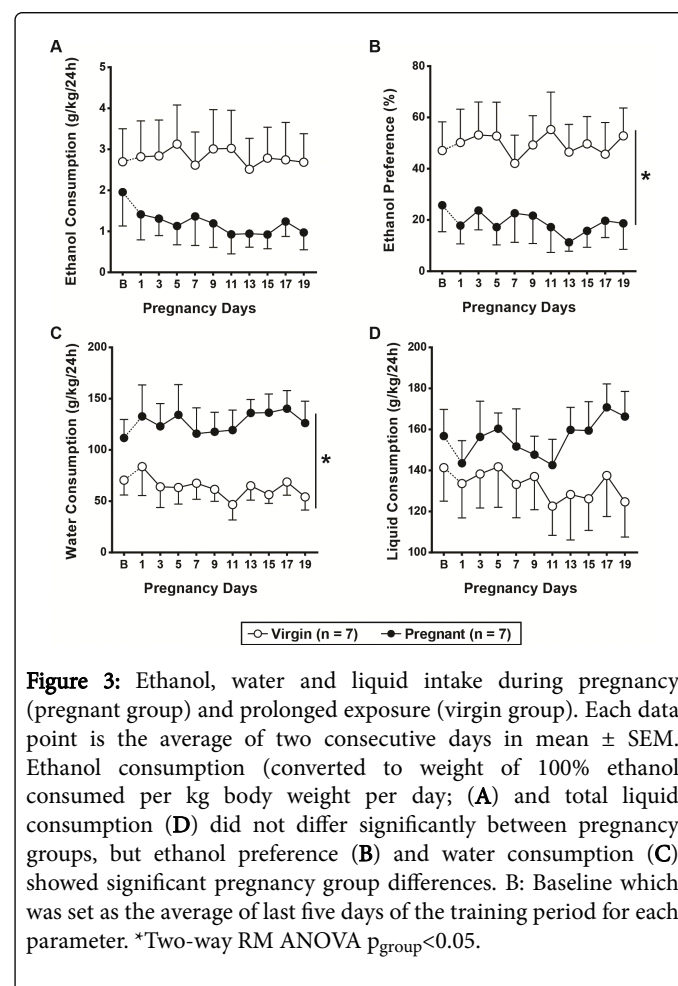 A
Ethanol Consumption (g/kg/24h)
5
4
3
2
1
0
B 1 3 5 7 9 11 13 15 17 19
Pregnancy Days
B
Ethanol Preference (%)
80
60
40
20
0
*
B 1 3 5 7 9 11 13 15 17 19
Pregnancy Days
C
Water Consumption (g/kg/24h)
200
150
100
50
0
*
B 1 3 5 7 9 11 13 15 17 19
Pregnancy Days
D
Liquid Consumption (g/kg/24h)
200
180
160
140
120
100
B 1 3 5 7 9 11 13 15 17 19
Pregnancy Days
Virgin (n = 7) Pregnant (n = 7)
Figure 3: Ethanol, water and liquid intake during pregnancy
(pregnant group) and prolonged exposure (virgin group). Each data
point is the average of two consecutive days in mean ± SEM.
Ethanol consumption (converted to weight of 100% ethanol
consumed per kg body weight per day; (A) and total liquid
consumption (D) did not differ significantly between pregnancy
groups, but ethanol preference (B) and water consumption (C)
showed significant pregnancy group differences. B: Baseline which
was set as the average of last five days of the training period for each
parameter. *Two-way RM ANOVA pgroup<0.05.